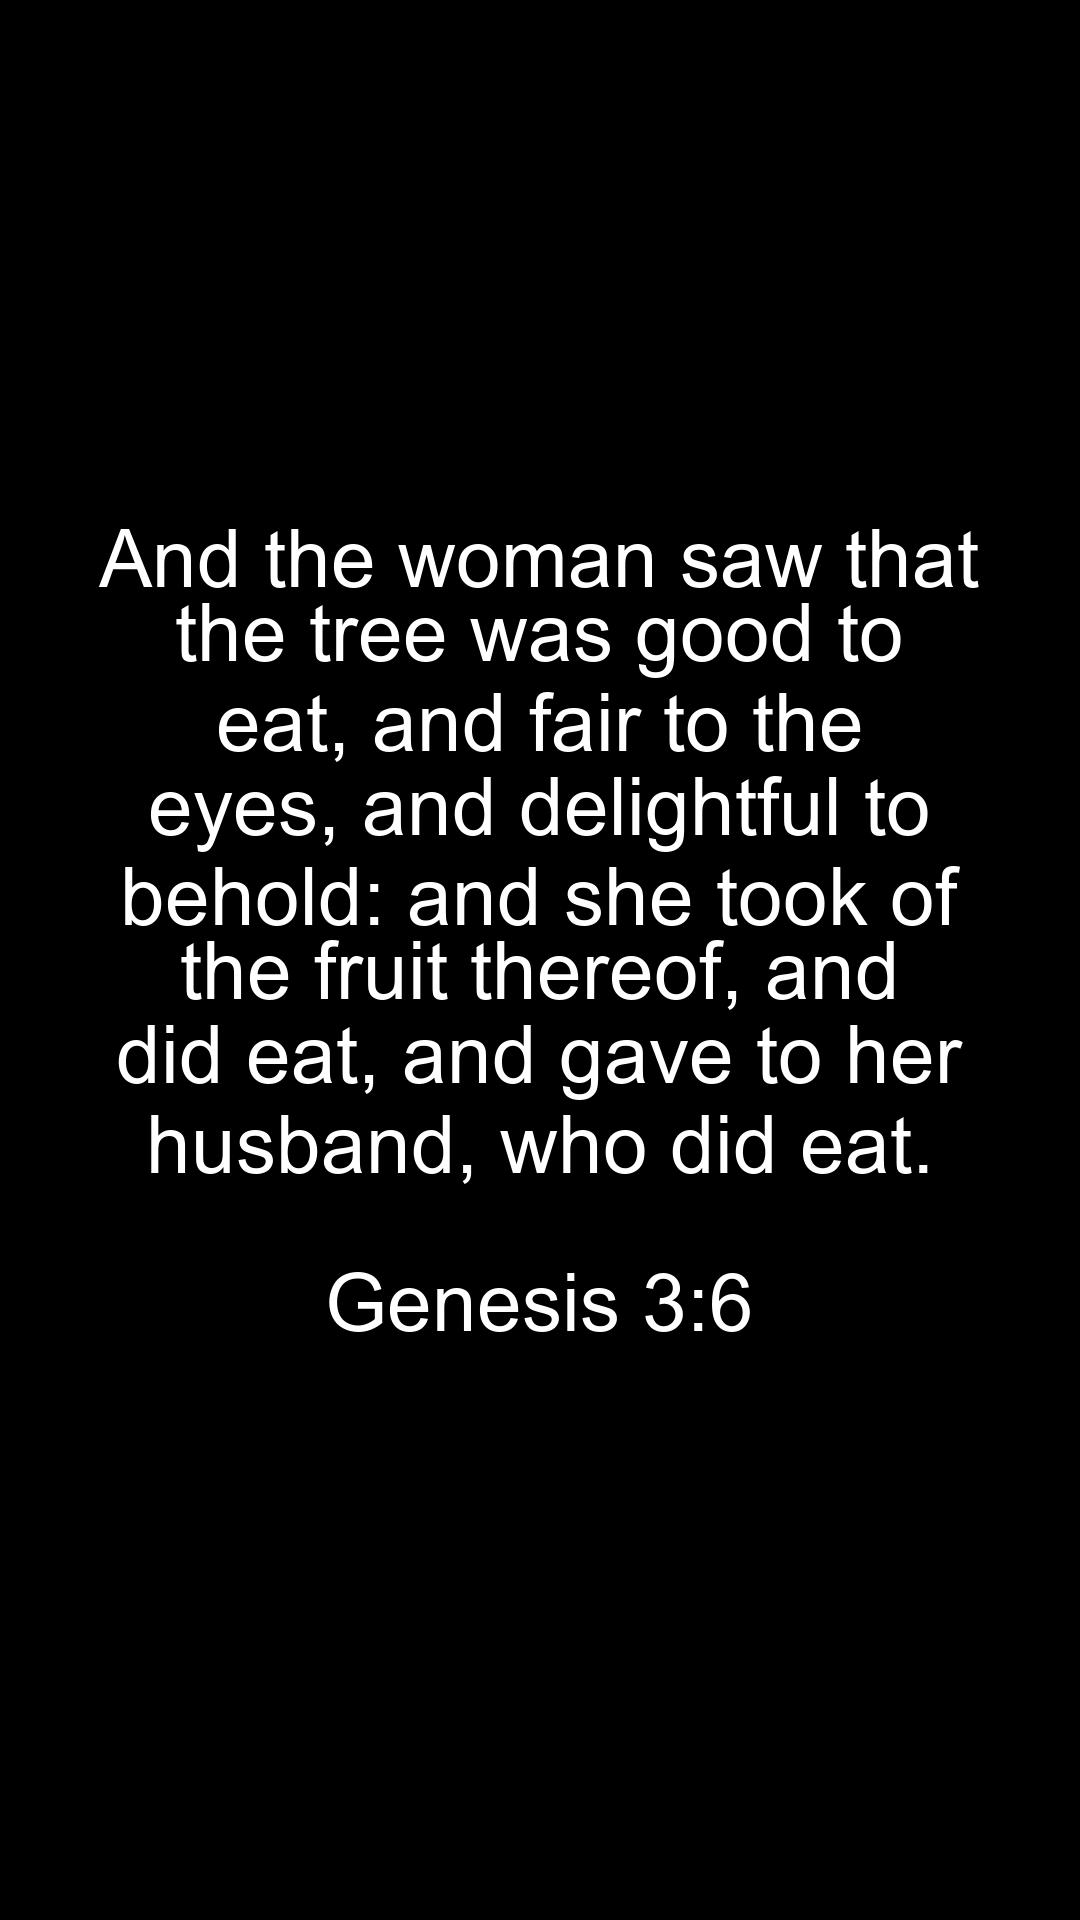 And the woman saw that
the tree was good to
eat, and fair to the
eyes, and delightful to
behold: and she took of
the fruit thereof, and
did eat, and gave to her
husband, who did eat.
Genesis 3:6